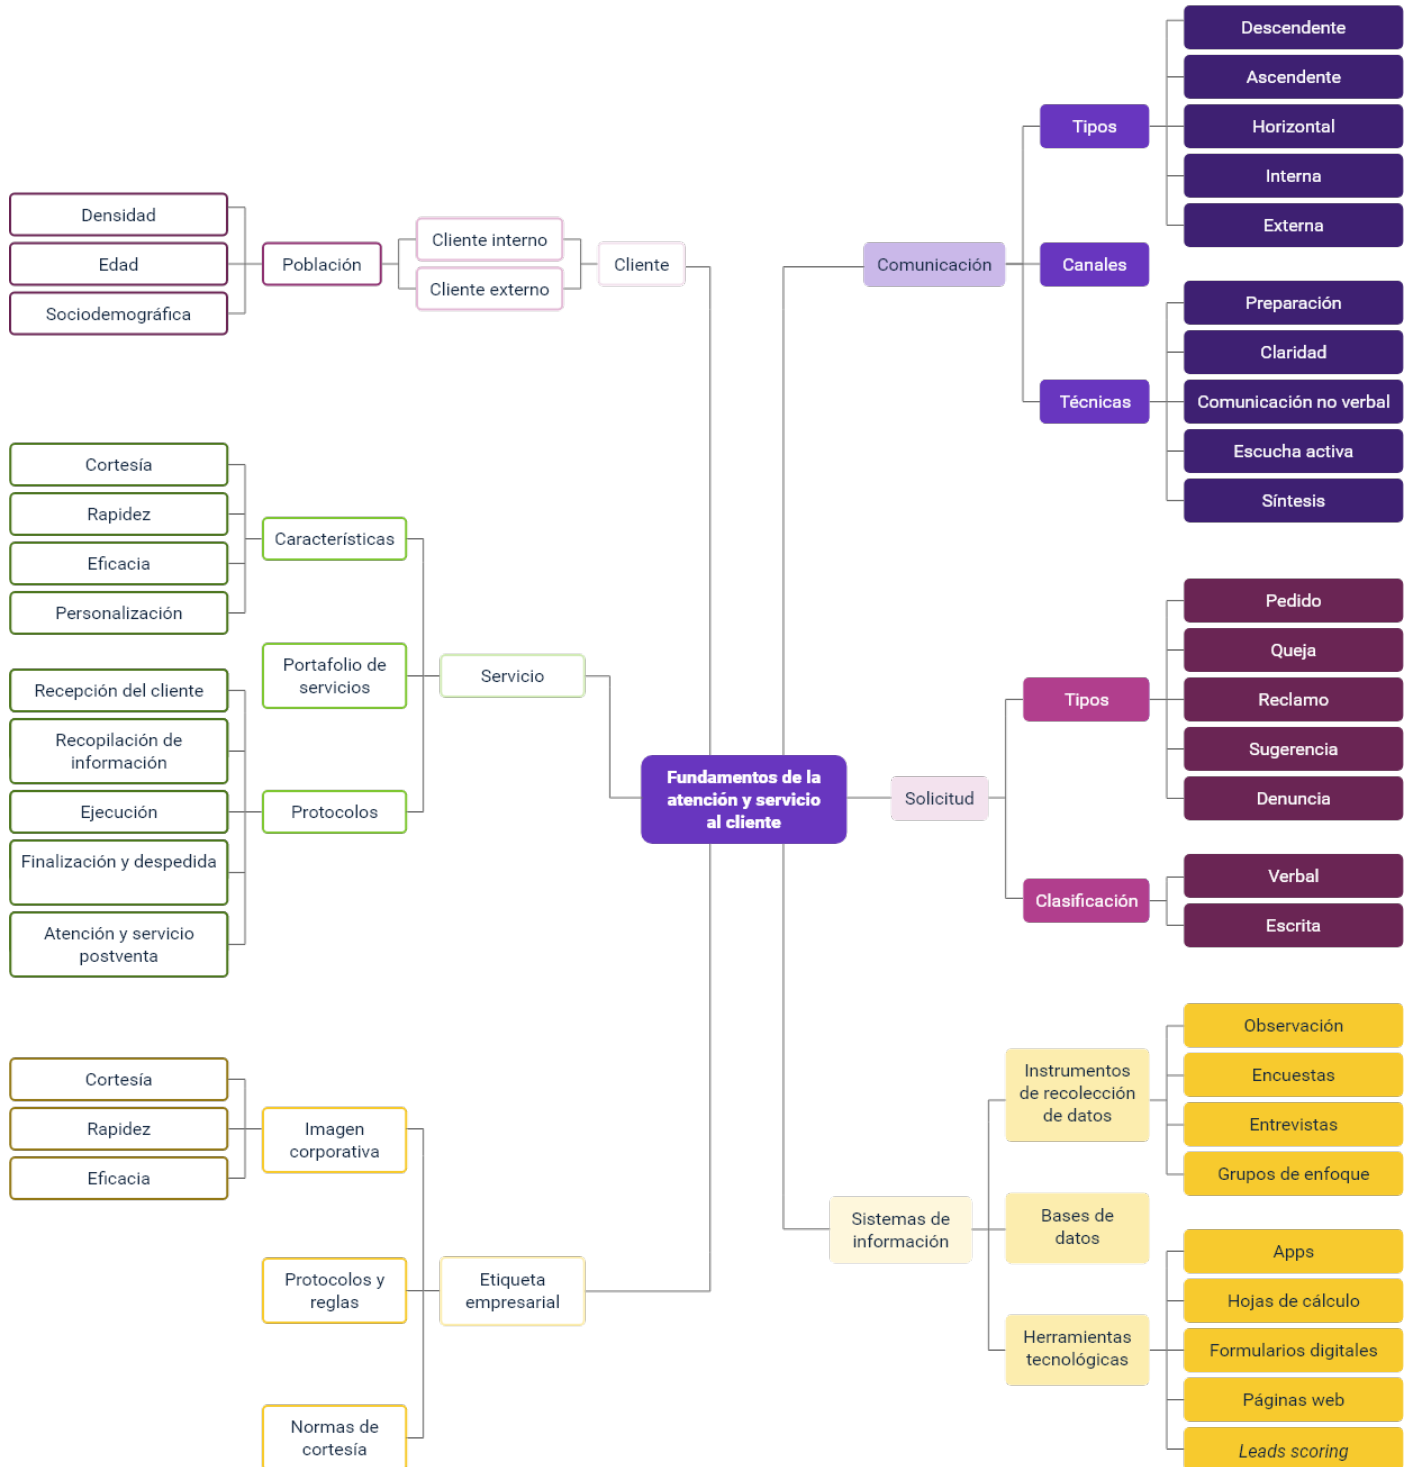 Fundamentos de la
atención y servicio
al cliente
Cliente
Cliente interno
Cliente externo
Población
Densidad
Edad
Sociodemográfica
Servicio
Características
Cortesía
Rapidez
Eficacia
Personalización
Portafolio de
servicios
Protocolos
Recepción del cliente
Recopilación de
información
Ejecución
Finalización y despedida
Atención y servicio
postventa
Etiqueta
empresarial
Imagen
corporativa
Cortesía
Rapidez
Eficacia
Protocolos y
reglas
Normas de
cortesía
Comunicación
Tipos
Descendente
Ascendente
Horizontal
Interna
Externa
Canales
Técnicas
Preparación
Claridad
Comunicación no verbal
Escucha activa
Síntesis
Solicitud
Tipos
Pedido
Queja
Reclamo
Sugerencia
Denuncia
Clasificación
Verbal
Escrita
Sistemas de
información
Instrumentos
de recolección
de datos
Observación
Encuestas
Entrevistas
Grupos de enfoque
Bases de
datos
Herramientas
tecnológicas
Apps
Hojas de cálculo
Formularios digitales
Páginas web
Leads scoring